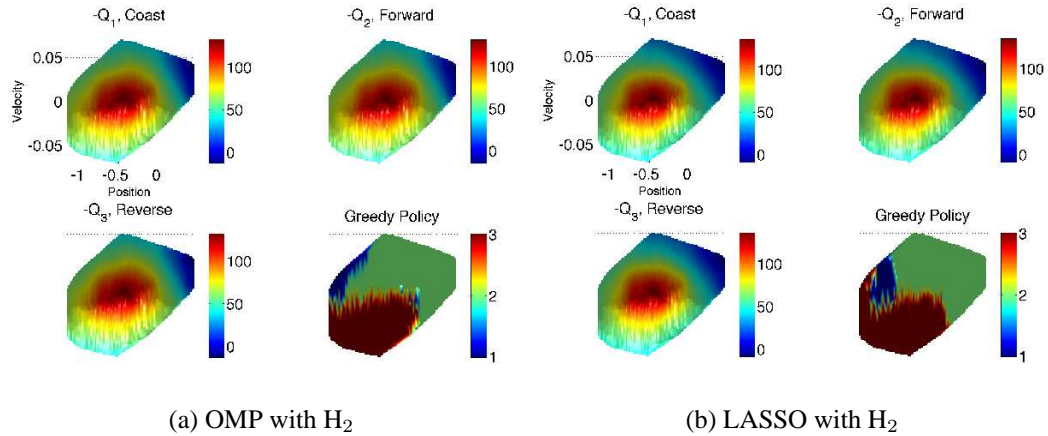 -Q1, Coast
-Q2, Forward
-Q1, Coast
-Q2, Forward
Velocity
0.05
0
-0.05
100
50
0
100
50
0
Velocity
0.05
0
-0.05
100
50
0
100
50
0
-1 -0.5 0
Position
-1 -0.5 0
Position
-Q3, Reverse
Greedy Policy
-Q3, Reverse
Greedy Policy
100
50
0
3
2
1
100
50
0
3
2
1
(a) OMP with H2
(b) LASSO with H2